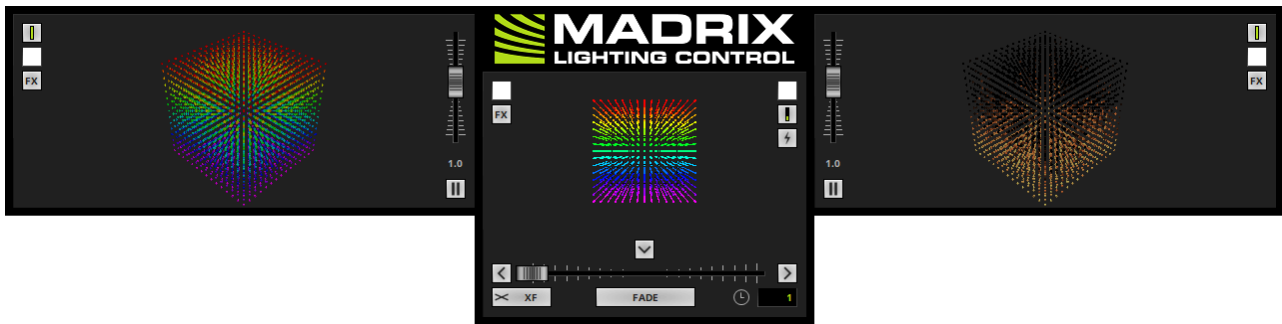 MADRIX
LIGHTING CONTROL
FX
1.0
FX
1.0
FX
XF
FADE
1